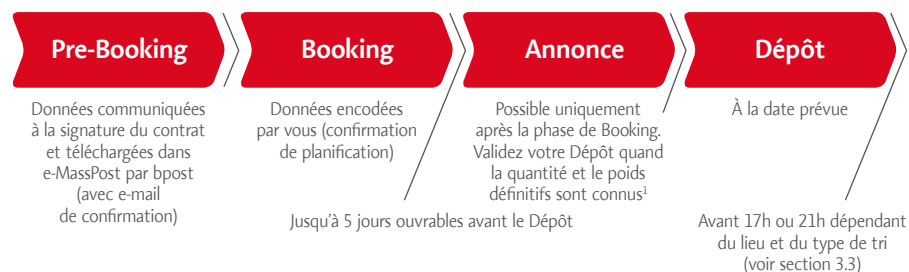 Pre-Booking
Booking
Annonce
Dépôt
Données communiquées
à la signature du contrat
et téléchargées dans
e-MassPost par bpost
(avec e-mail
de confirmation)
Données encodées
par vous (confirmation
de planification)
Possible uniquement
après la phase de Booking.
Validez votre Dépôt quand
la quantité et le poids
définitifs sont connus¹
À la date prévue
Jusqu'à 5 jours ouvrables avant le Dépôt
Avant 17h ou 21h dépendant
du lieu et du type de tri
(voir section 3.3)